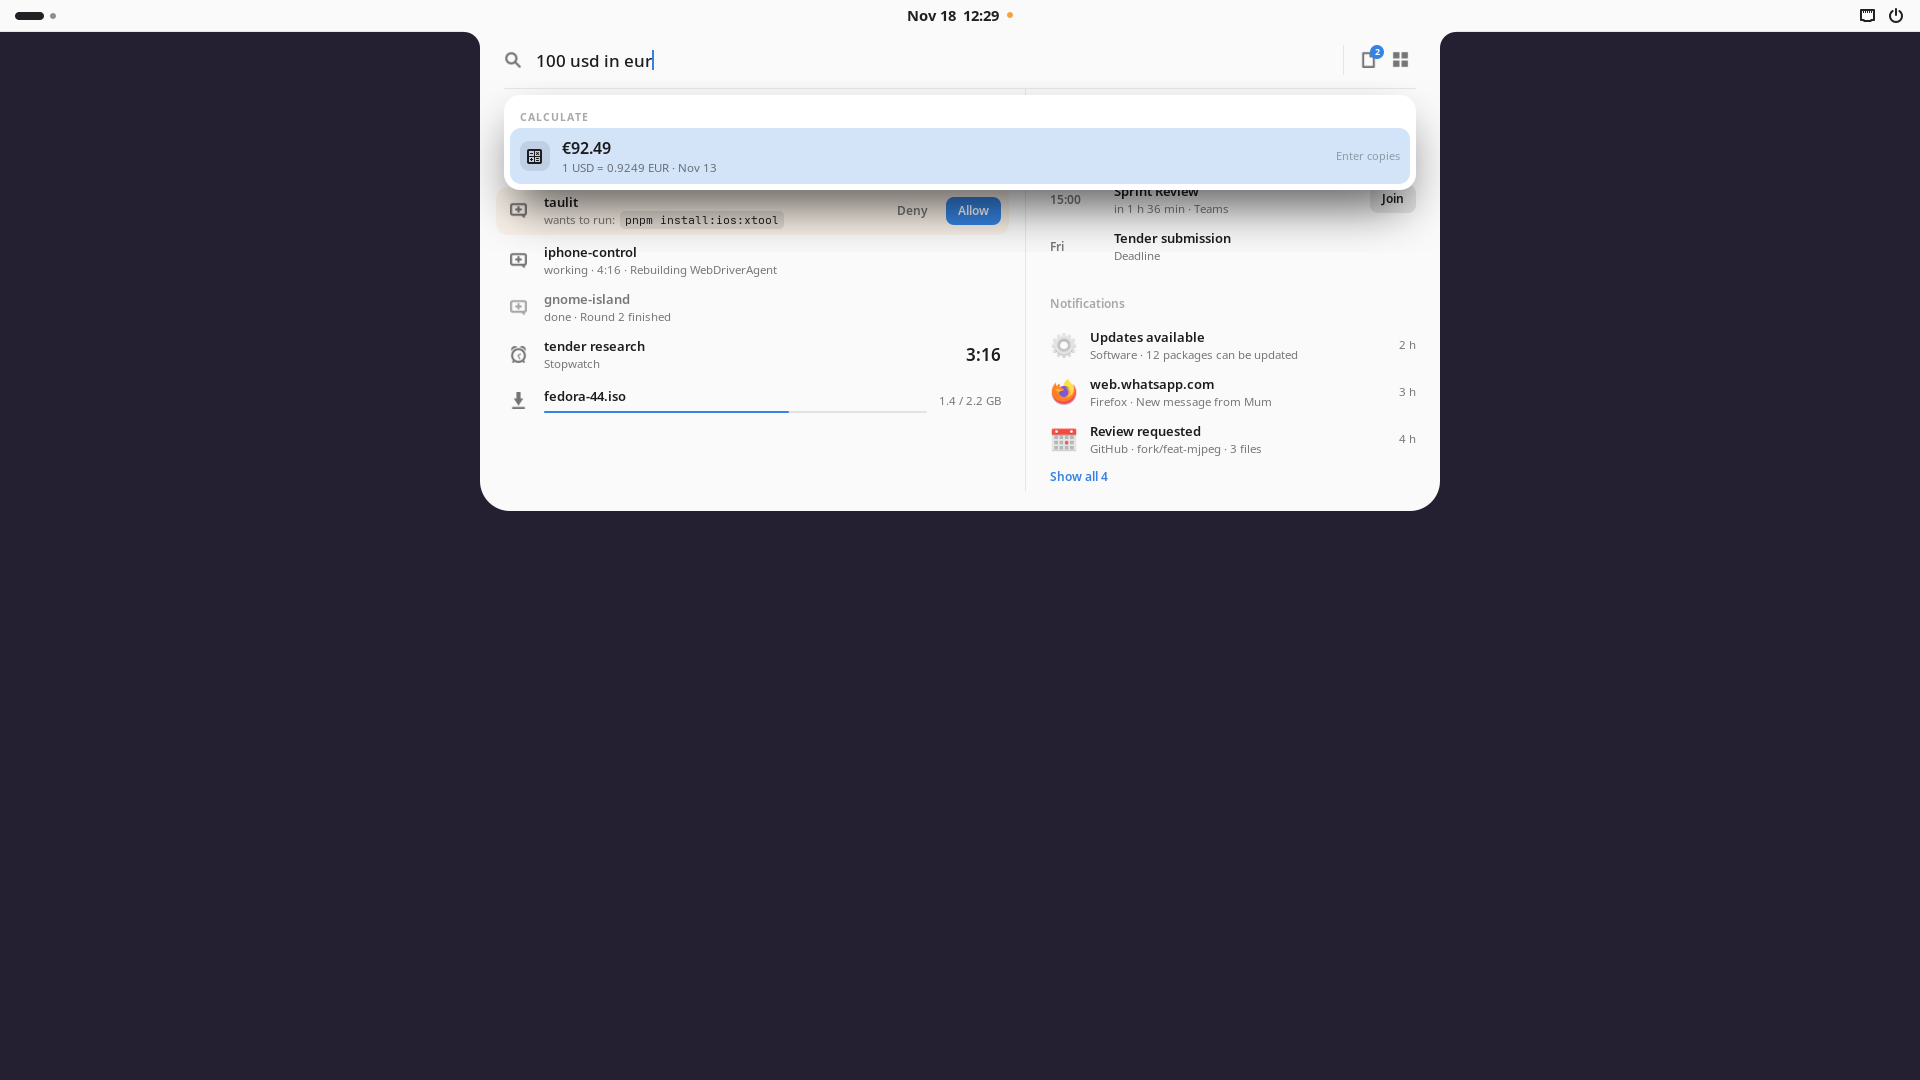 Nov 18 12:29
100 usd in eur
2
CALCULATE
€92.49
1 USD = 0.9249 EUR · Nov 13
Enter copies
taulit
wants to run: pnpm install:ios:xtool
Deny
Allow
iphone-control
working · 4:16 · Rebuilding WebDriverAgent
gnome-island
done · Round 2 finished
tender research
Stopwatch
3:16
fedora-44.iso
1.4 / 2.2 GB
15:00
Sprint Review
in 1 h 36 min · Teams
Join
Fri
Tender submission
Deadline
Notifications
Updates available
Software · 12 packages can be updated
2 h
web.whatsapp.com
Firefox · New message from Mum
3 h
Review requested
GitHub · fork/feat-mjpeg · 3 files
4 h
Show all 4